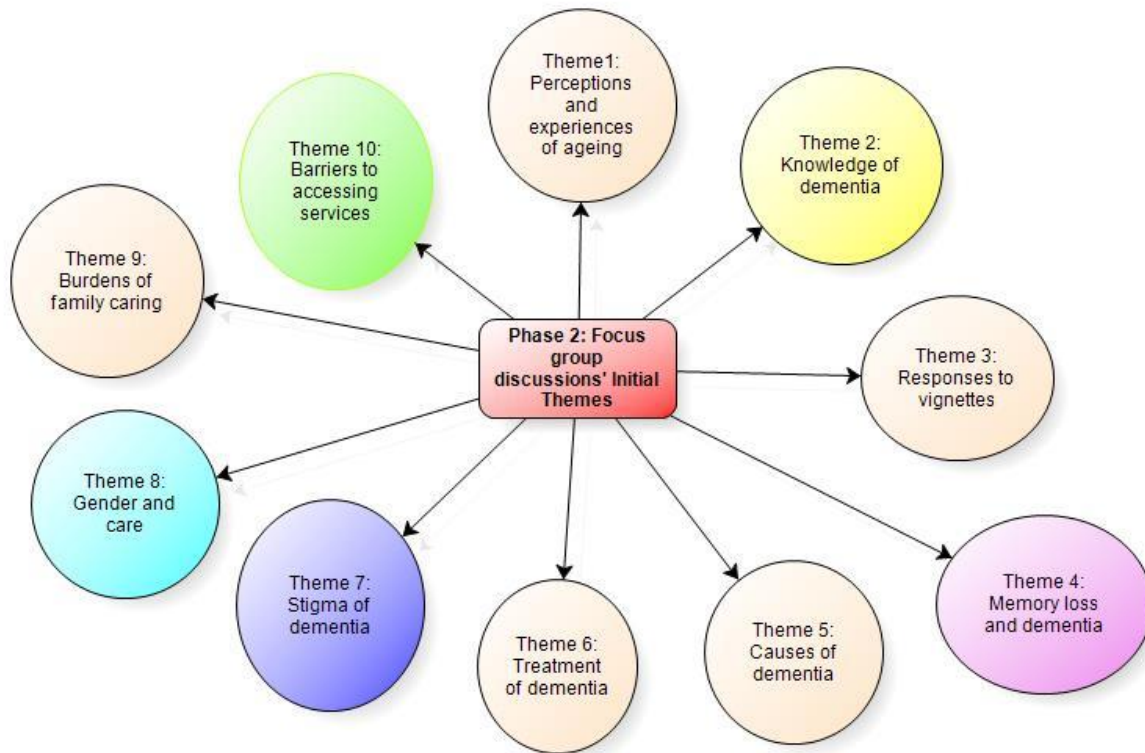 Theme1:
Perceptions
and
experiences
of ageing
Theme 2:
Knowledge of
dementia
Theme 3:
Responses to
vignettes
Theme 4:
Memory loss
and dementia
Theme 5:
Causes of
dementia
Theme 6:
Treatment
of dementia
Theme 7:
Stigma of
dementia
Theme 8:
Gender and
care
Theme 9:
Burdens of
family caring
Theme 10:
Barriers to
accessing
services
Phase 2: Focus
group
discussions' Initial
Themes